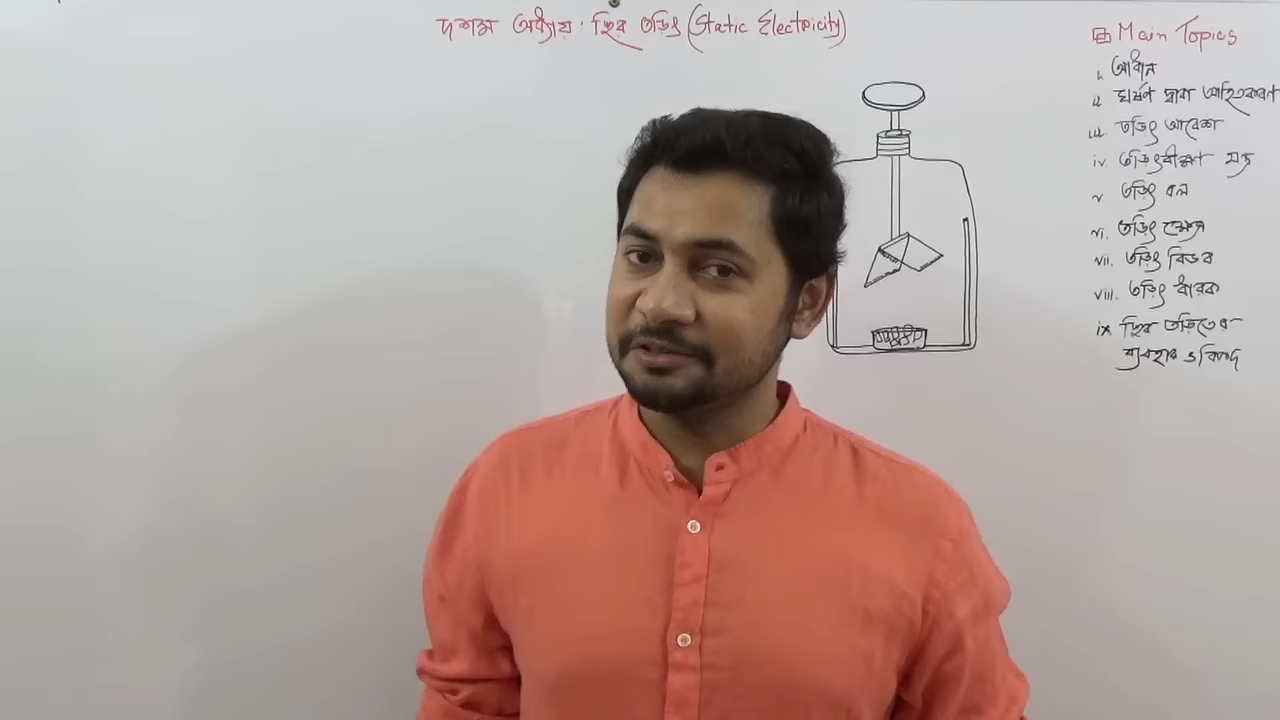 দশম অধ্যায় : স্থির তড়িৎ (Static Electricity)
Main Topics
i. আধান
ii. ঘর্ষণ দ্বারা আহিতকরণ
iii. তড়িৎ আবেশ
iv. তড়িৎবীক্ষণ যন্ত্র
v. তড়িৎ বল
vi. তড়িৎ ক্ষেত্র
vii. তড়িৎ বিভব
viii. তড়িৎ ধারক
ix স্থির তড়িতের
ব্যবহার ও বিপদ